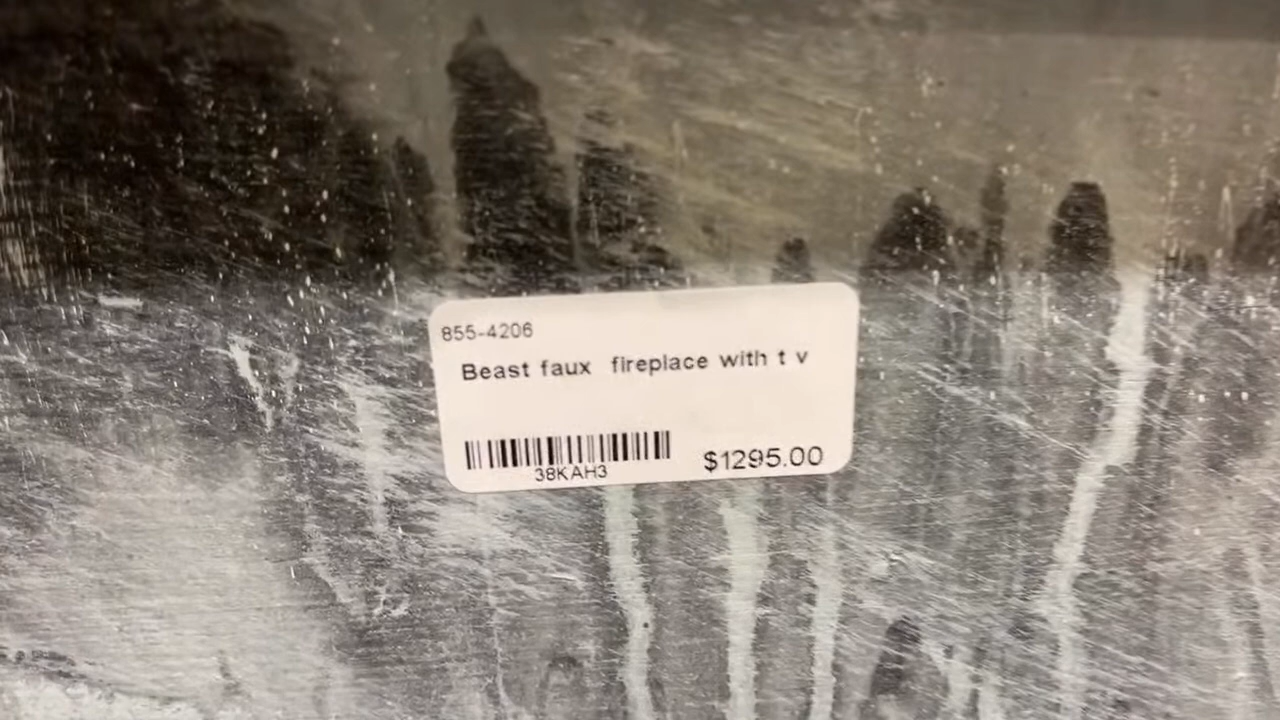 855-4206
Beast faux fireplace with t v
38KAH3
$1295.00